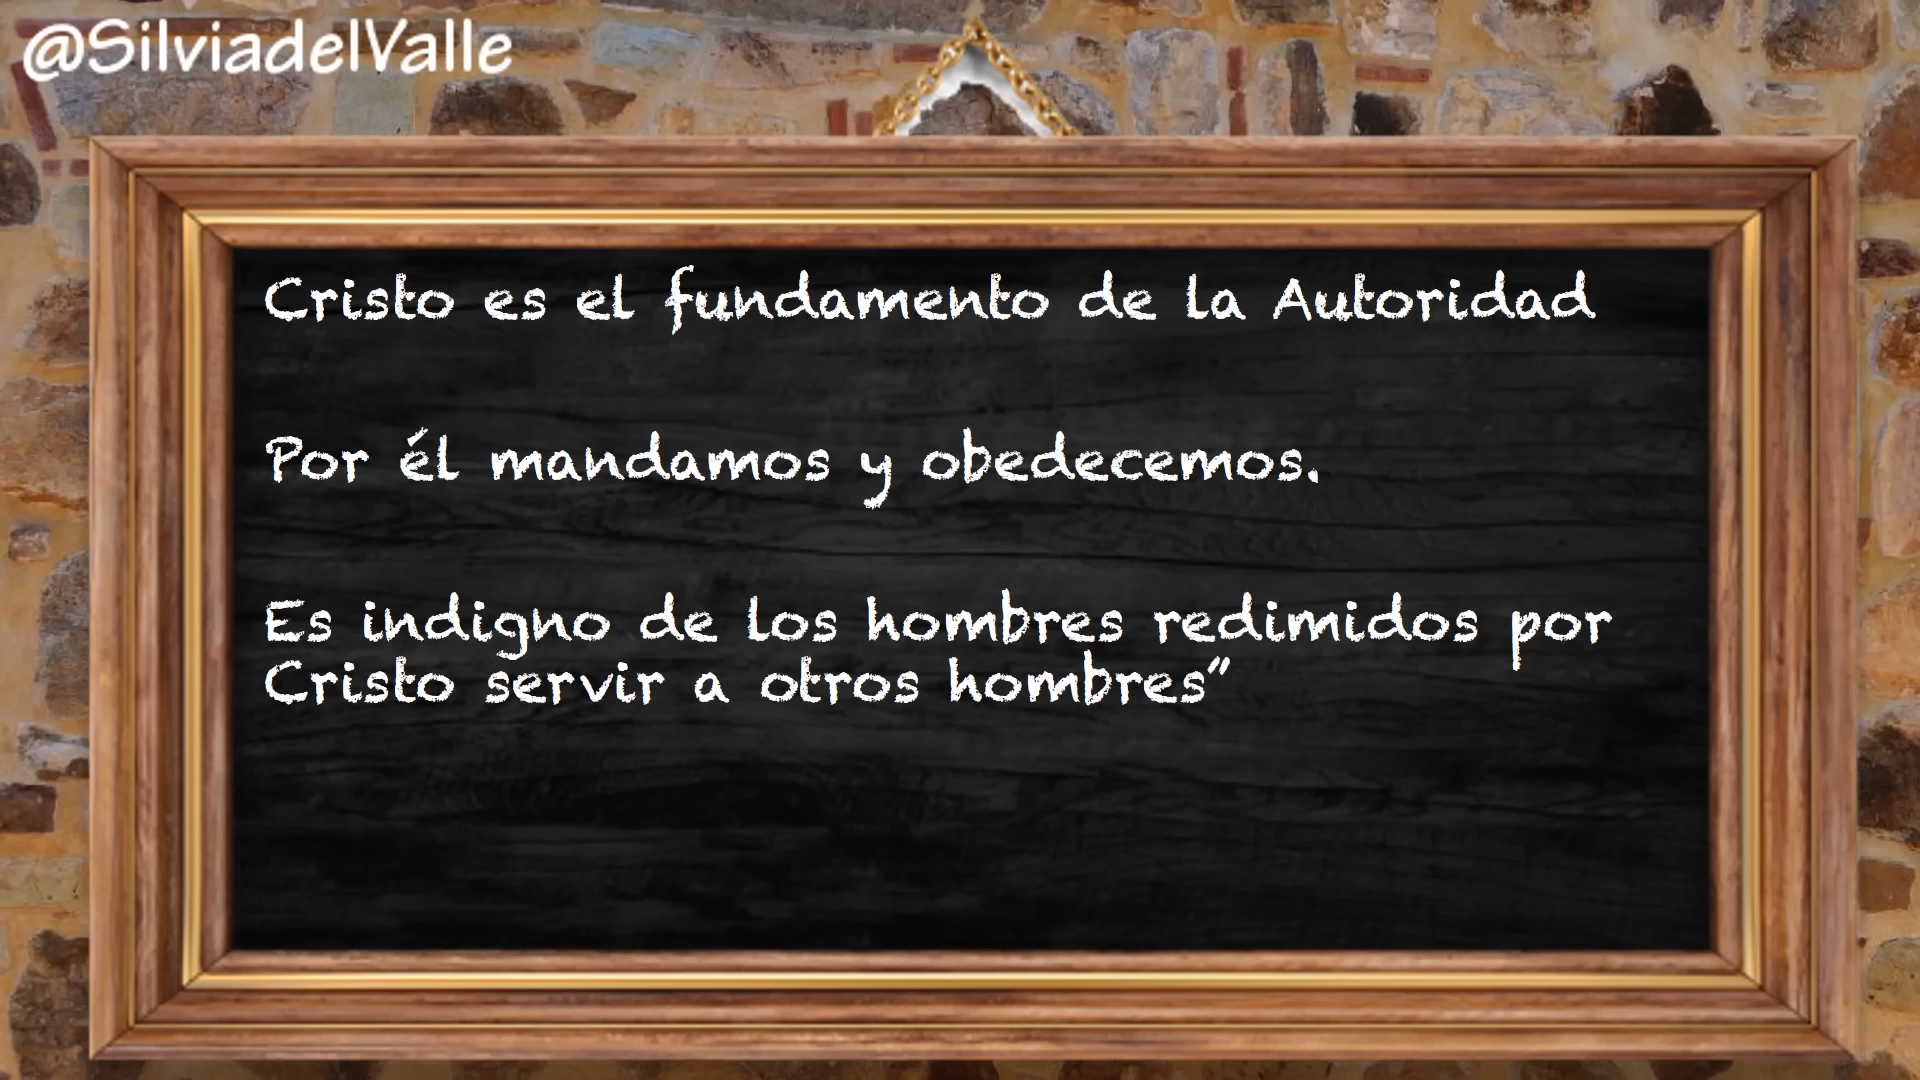 @SilviadelValle
Cristo es el fundamento de la Autoridad
Por él mandamos y obedecemos.
Es indigno de los hombres redimidos por
Cristo servir a otros hombres”